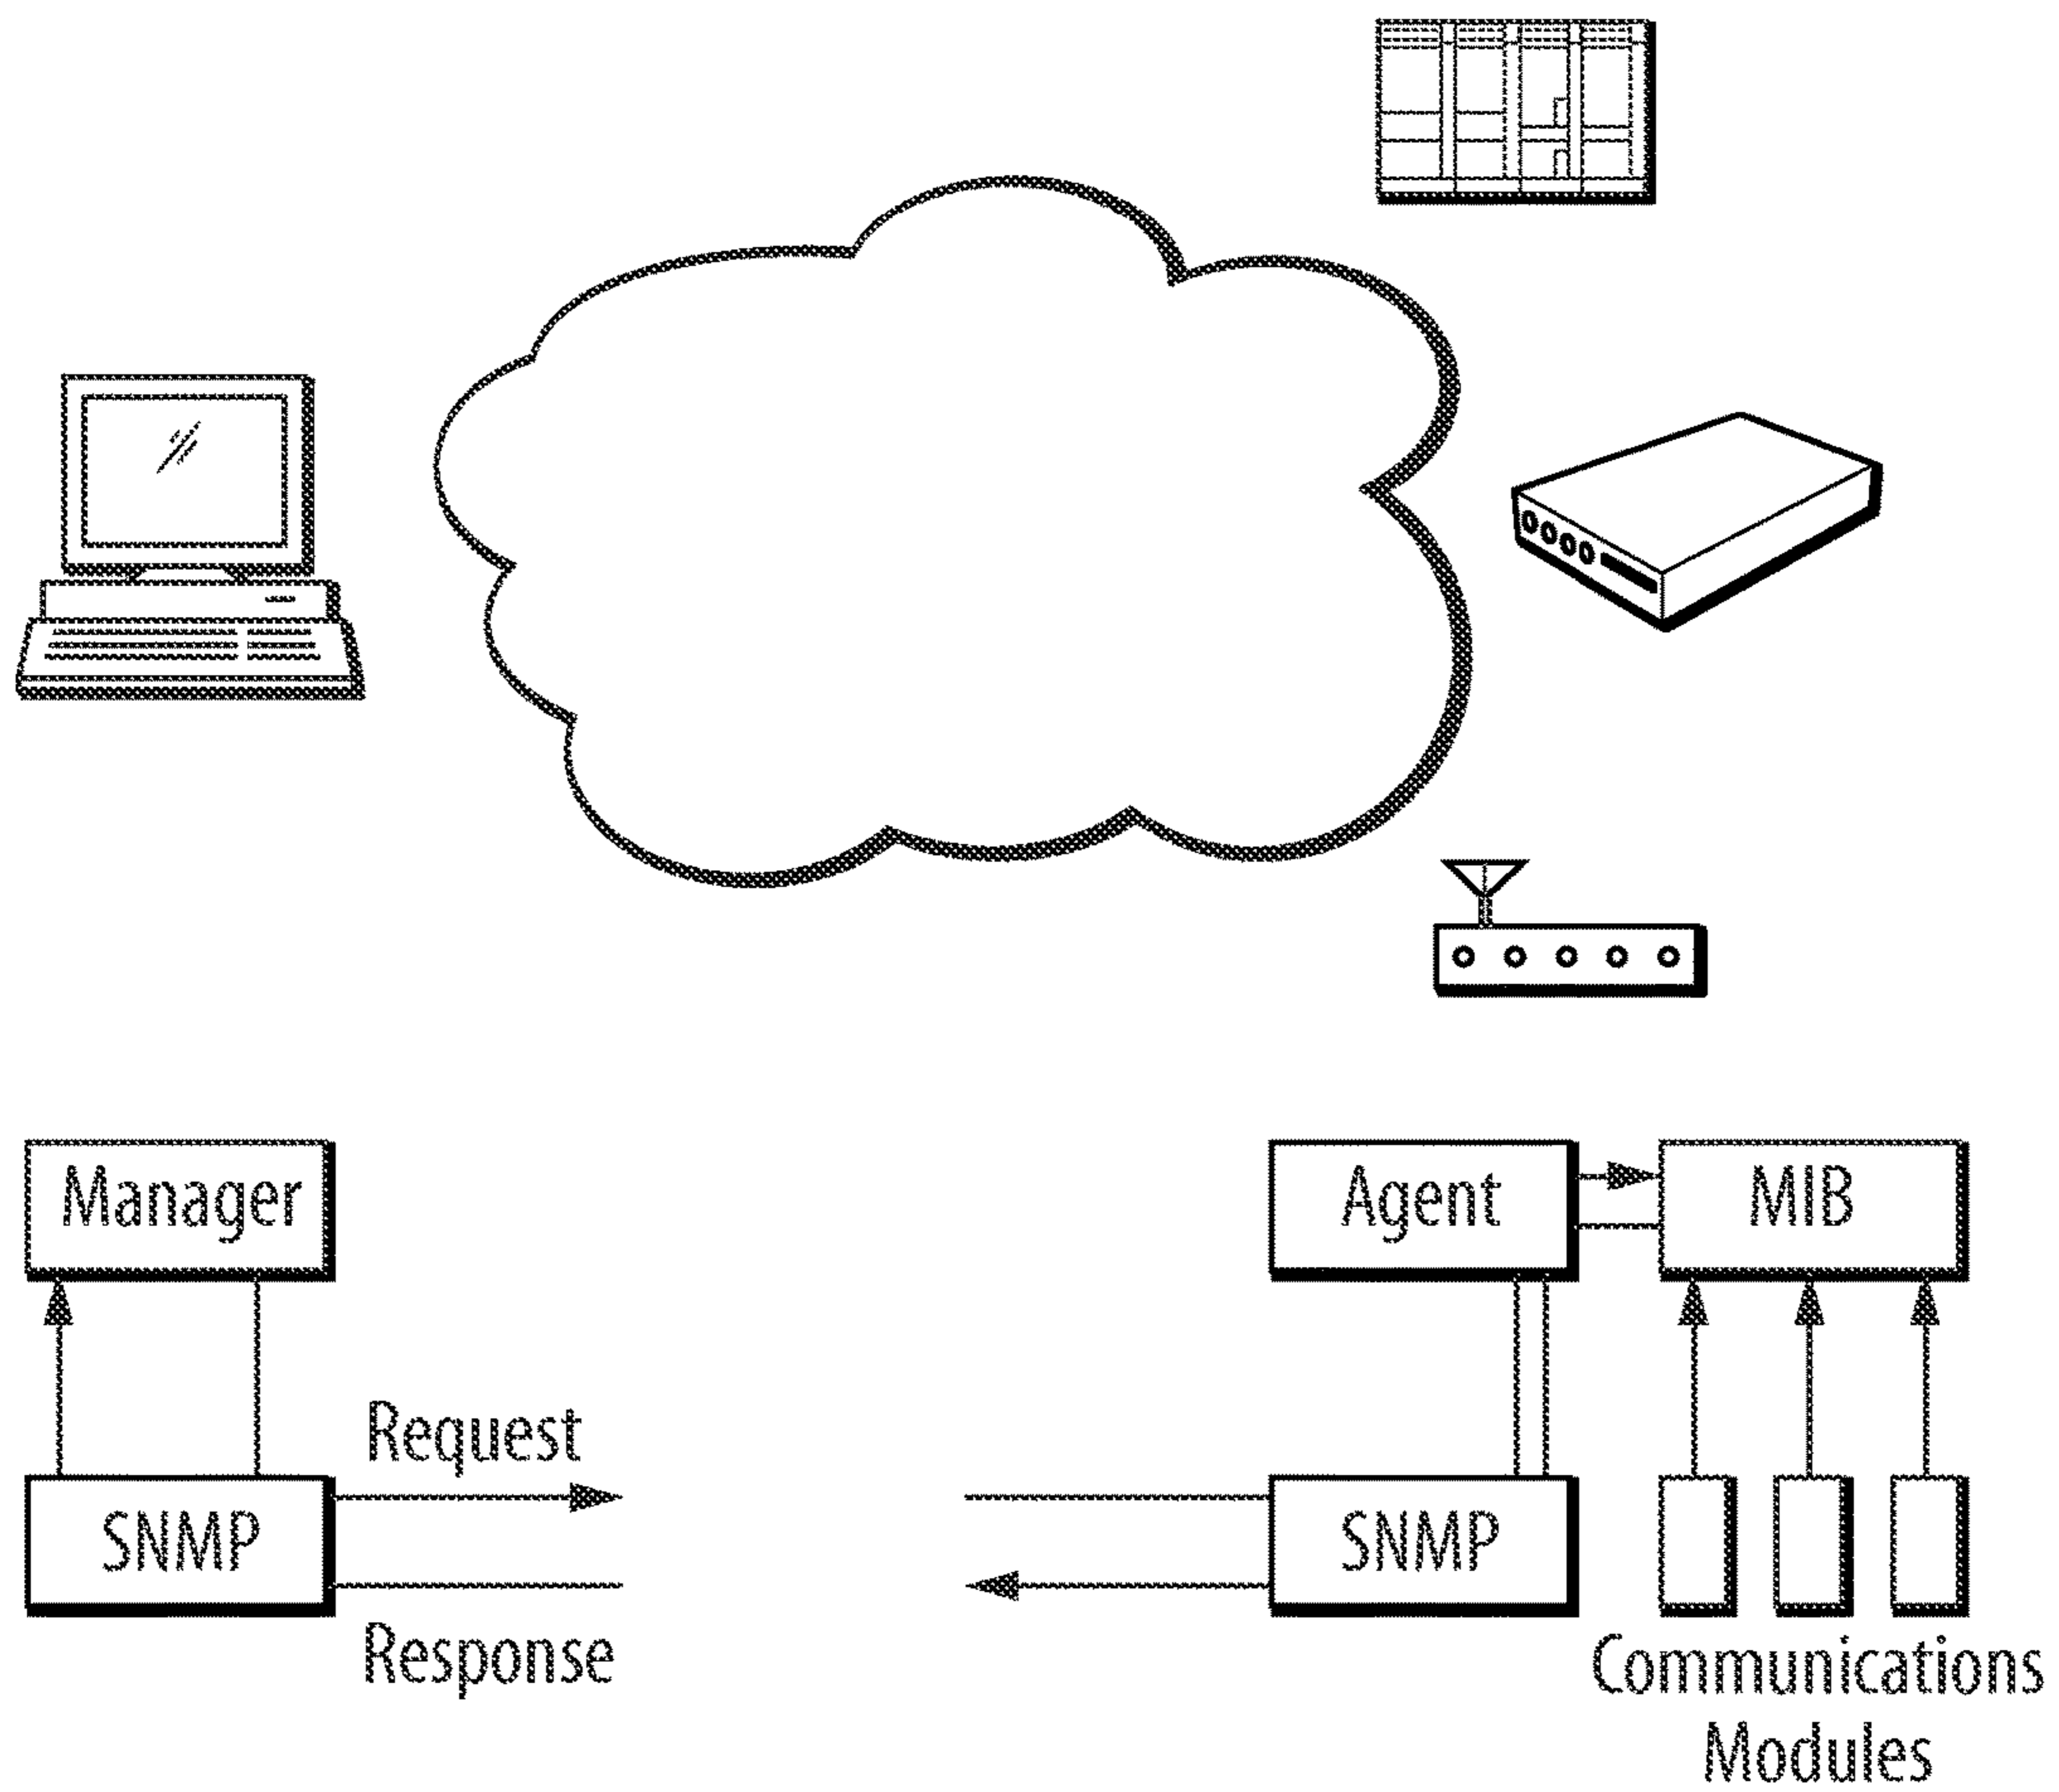 Manager
Agent
MIB
Request
SNMP
SNMP
Response
Communications
Modules